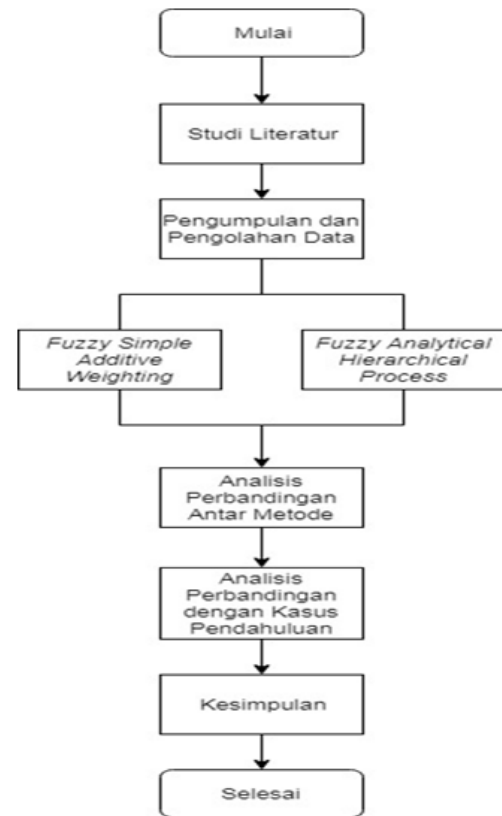 Mulai
Studi Literatur
Pengumpulan dan
Pengolahan Data
Fuzzy Simple
Additive
Weighting
Fuzzy Analytical
Hierarchical
Process
Analisis
Perbandingan
Antar Metode
Analisis
Perbandingan
dengan Kasus
Pendahuluan
Kesimpulan
Selesai